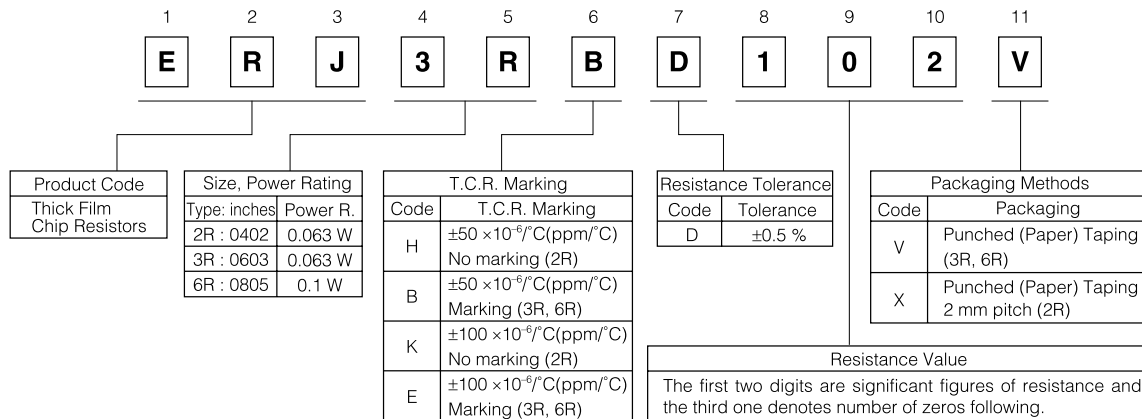 1 2 3 4 5 6 7 8 9 10 11
E R J 3 R B D 1 0 2 V
Product Code
Thick Film
Chip Resistors
Size, Power Rating
Type: inches Power R.
2R : 0402 0.063 W
3R : 0603 0.063 W
6R : 0805 0.1 W
T.C.R. Marking
Code T.C.R. Marking
H ±50 ×10⁻⁶/°C(ppm/°C)
No marking (2R)
B ±50 ×10⁻⁶/°C(ppm/°C)
Marking (3R, 6R)
K ±100 ×10⁻⁶/°C(ppm/°C)
No marking (2R)
E ±100 ×10⁻⁶/°C(ppm/°C)
Marking (3R, 6R)
Resistance Tolerance
Code Tolerance
D ±0.5 %
Packaging Methods
Code Packaging
V Punched (Paper) Taping
(3R, 6R)
X Punched (Paper) Taping
2 mm pitch (2R)
Resistance Value
The first two digits are significant figures of resistance and
the third one denotes number of zeros following.